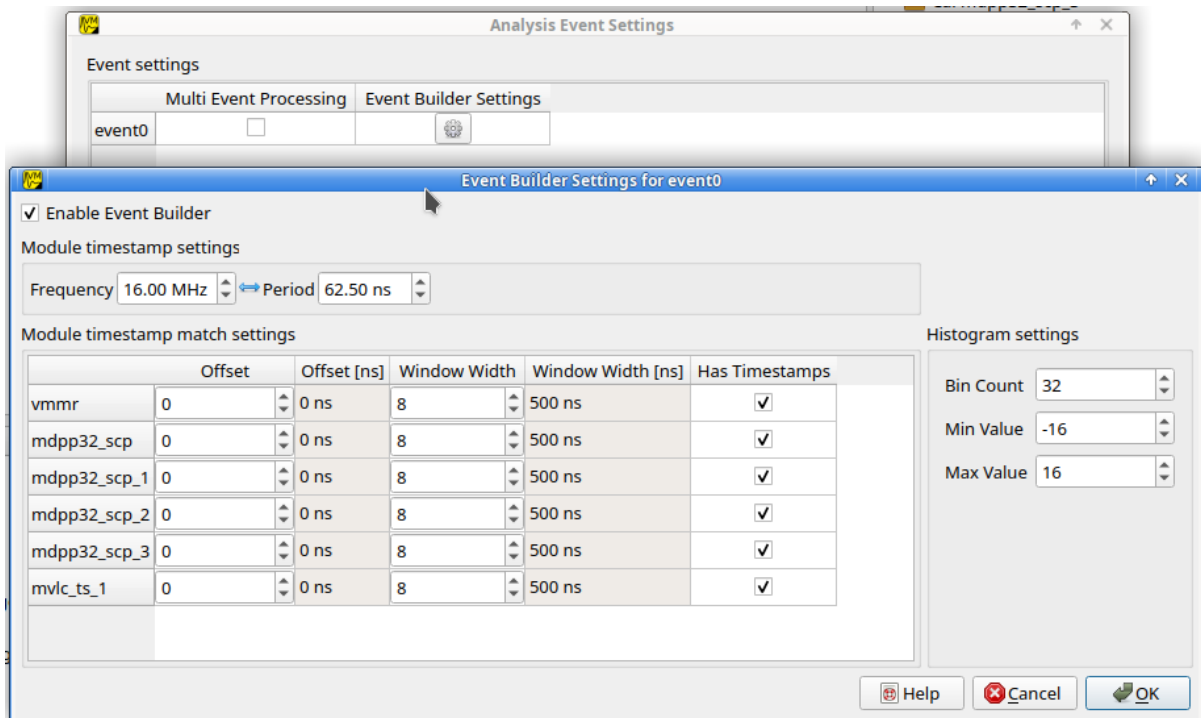 Analysis Event Settings
Event settings
Multi Event Processing Event Builder Settings
event0
Event Builder Settings for event0
Enable Event Builder
Module timestamp settings
Frequency 16.00 MHz Period 62.50 ns
Module timestamp match settings Histogram settings
Offset Offset [ns] Window Width Window Width [ns] Has Timestamps
vmmr 0 0 ns 8 500 ns
Bin Count 32
mdpp32_scp 0 0 ns 8 500 ns
Min Value -16
mdpp32_scp_1 0 0 ns 8 500 ns
Max Value 16
mdpp32_scp_2 0 0 ns 8 500 ns
mdpp32_scp_3 0 0 ns 8 500 ns
mvlc_ts_1 0 0 ns 8 500 ns
Help Cancel OK